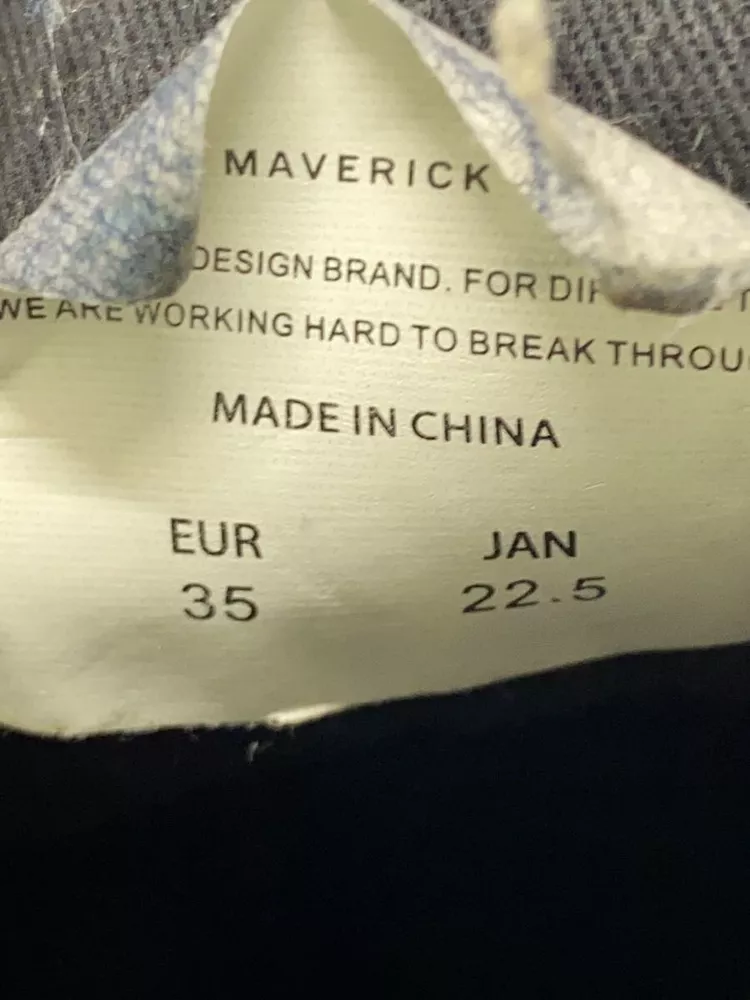 MAVERICK
DESIGN BRAND. FOR
WE ARE WORKING HARD TO BREAK
MADE IN CHINA
EUR JAN
35 22.5